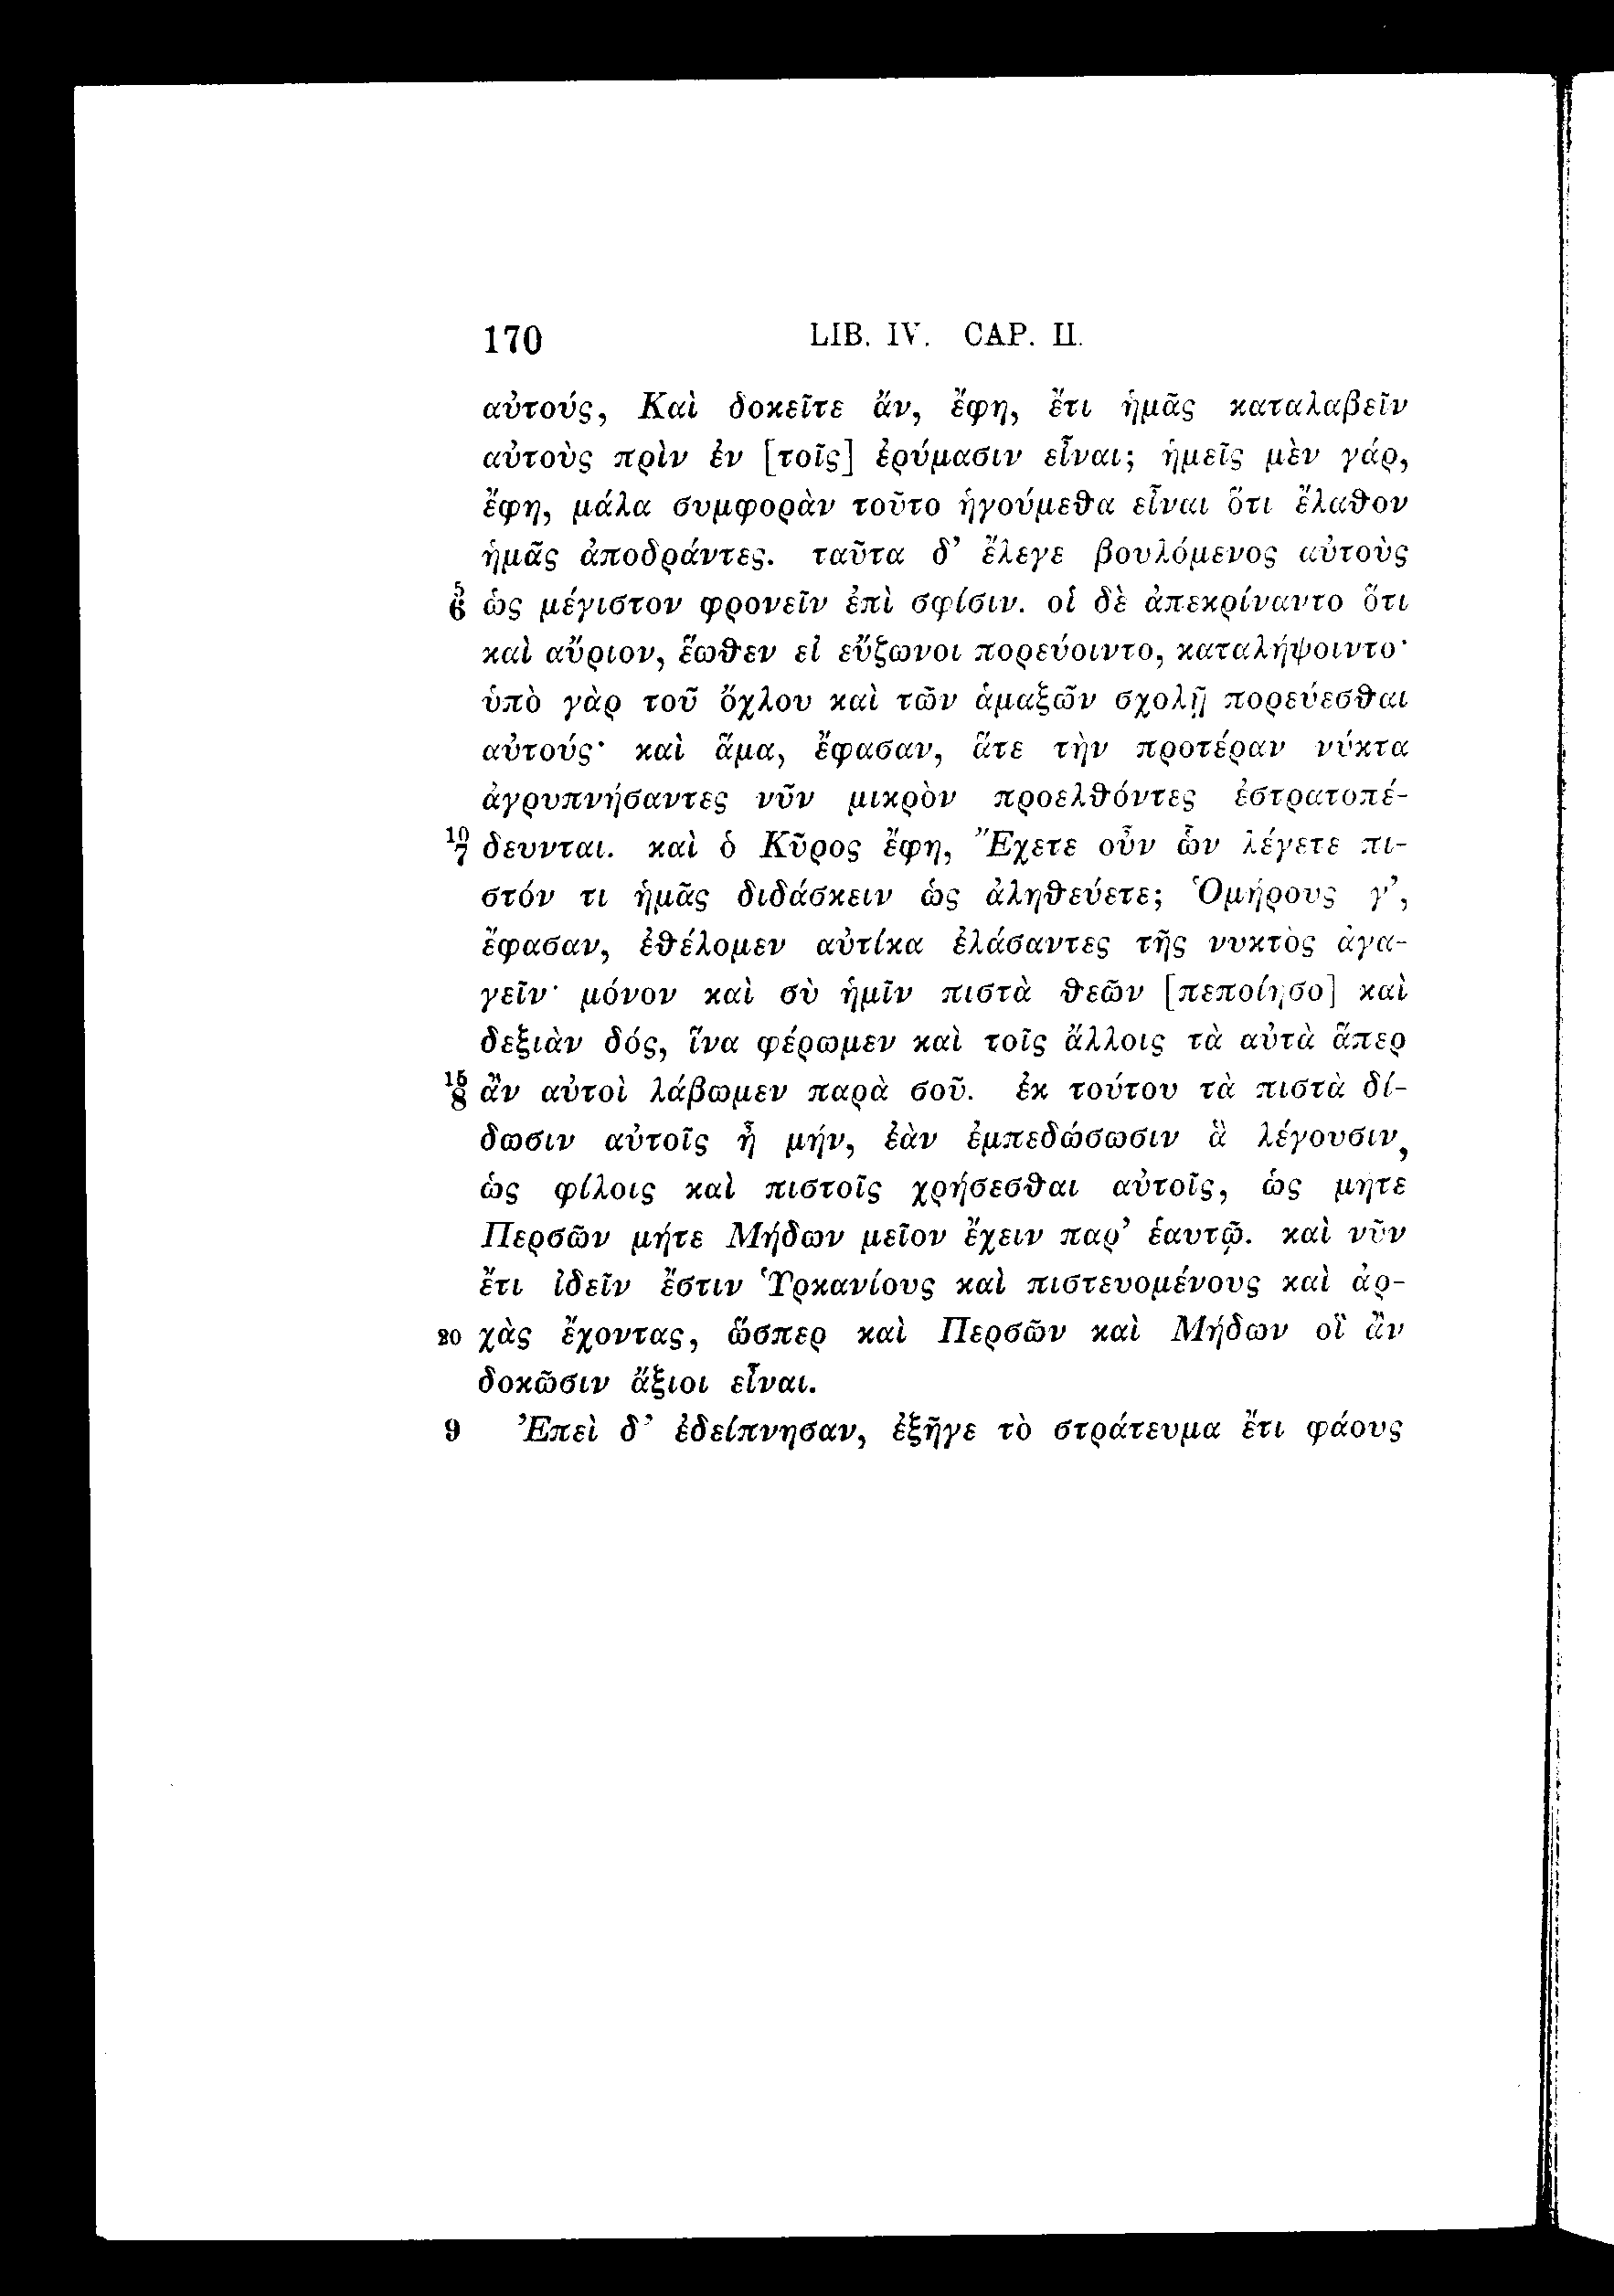 170 LIB. IV. CAP. II.
αὐτούς, Καὶ δοκεῖτε ἄν, ἔφη, ἔτι ἡμᾶς καταλαβεῖν
αὐτοὺς πρὶν ἐν [τοῖς] ἐρύμασιν εἶναι; ἡμεῖς μὲν γάρ,
ἔφη, μάλα συμφορὰν τοῦτο ἡγούμεθα εἶναι ὅτι ἔλαθον
ἡμᾶς ἀποδράντες. ταῦτα δ’ ἔλεγε βουλόμενος αὐτοὺς
5 6 ὡς μέγιστον φρονεῖν ἐπὶ σφίσιν. οἱ δὲ ἀπεκρίναντο ὅτι
καὶ αὔριον, ἕωθεν εἰ εὔζωνοι πορεύοιντο, καταλήψοιντο·
ὑπὸ γὰρ τοῦ ὄχλου καὶ τῶν ἁμαξῶν σχολῇ πορεύεσθαι
αὐτούς· καὶ ἅμα, ἔφασαν, ἅτε τὴν προτέραν νύκτα
ἀγρυπνήσαντες νῦν μικρὸν προελθόντες ἐστρατοπέ-
10 7 δευνται. καὶ ὁ Κῦρος ἔφη, Ἔχετε οὖν ὧν λέγετε πι-
στόν τι ἡμᾶς διδάσκειν ὡς ἀληθεύετε; Ὁμήρους γ’,
ἔφασαν, ἐθέλομεν αὐτίκα ἐλάσαντες τῆς νυκτὸς ἀγα-
γεῖν· μόνον καὶ σὺ ἡμῖν πιστὰ θεῶν [πεποίησο] καὶ
δεξιὰν δός, ἵνα φέρωμεν καὶ τοῖς ἄλλοις τὰ αὐτὰ ἅπερ
15 8 ἂν αὐτοὶ λάβωμεν παρὰ σοῦ. ἐκ τούτου τὰ πιστὰ δί-
δωσιν αὐτοῖς ἦ μήν, ἐὰν ἐμπεδώσωσιν ἃ λέγουσιν,
ὡς φίλοις καὶ πιστοῖς χρήσεσθαι αὐτοῖς, ὡς μητε
Περσῶν μήτε Μήδων μεῖον ἔχειν παρ’ ἑαυτῷ. καὶ νῦν
ἔτι ἰδεῖν ἔστιν Ὑρκανίους καὶ πιστευομένους καὶ ἀρ-
20 χὰς ἔχοντας, ὥσπερ καὶ Περσῶν καὶ Μήδων οἳ ἂν
δοκῶσιν ἄξιοι εἶναι.
9 Ἐπεὶ δ’ ἐδείπνησαν, ἐξῆγε τὸ στράτευμα ἔτι φάους